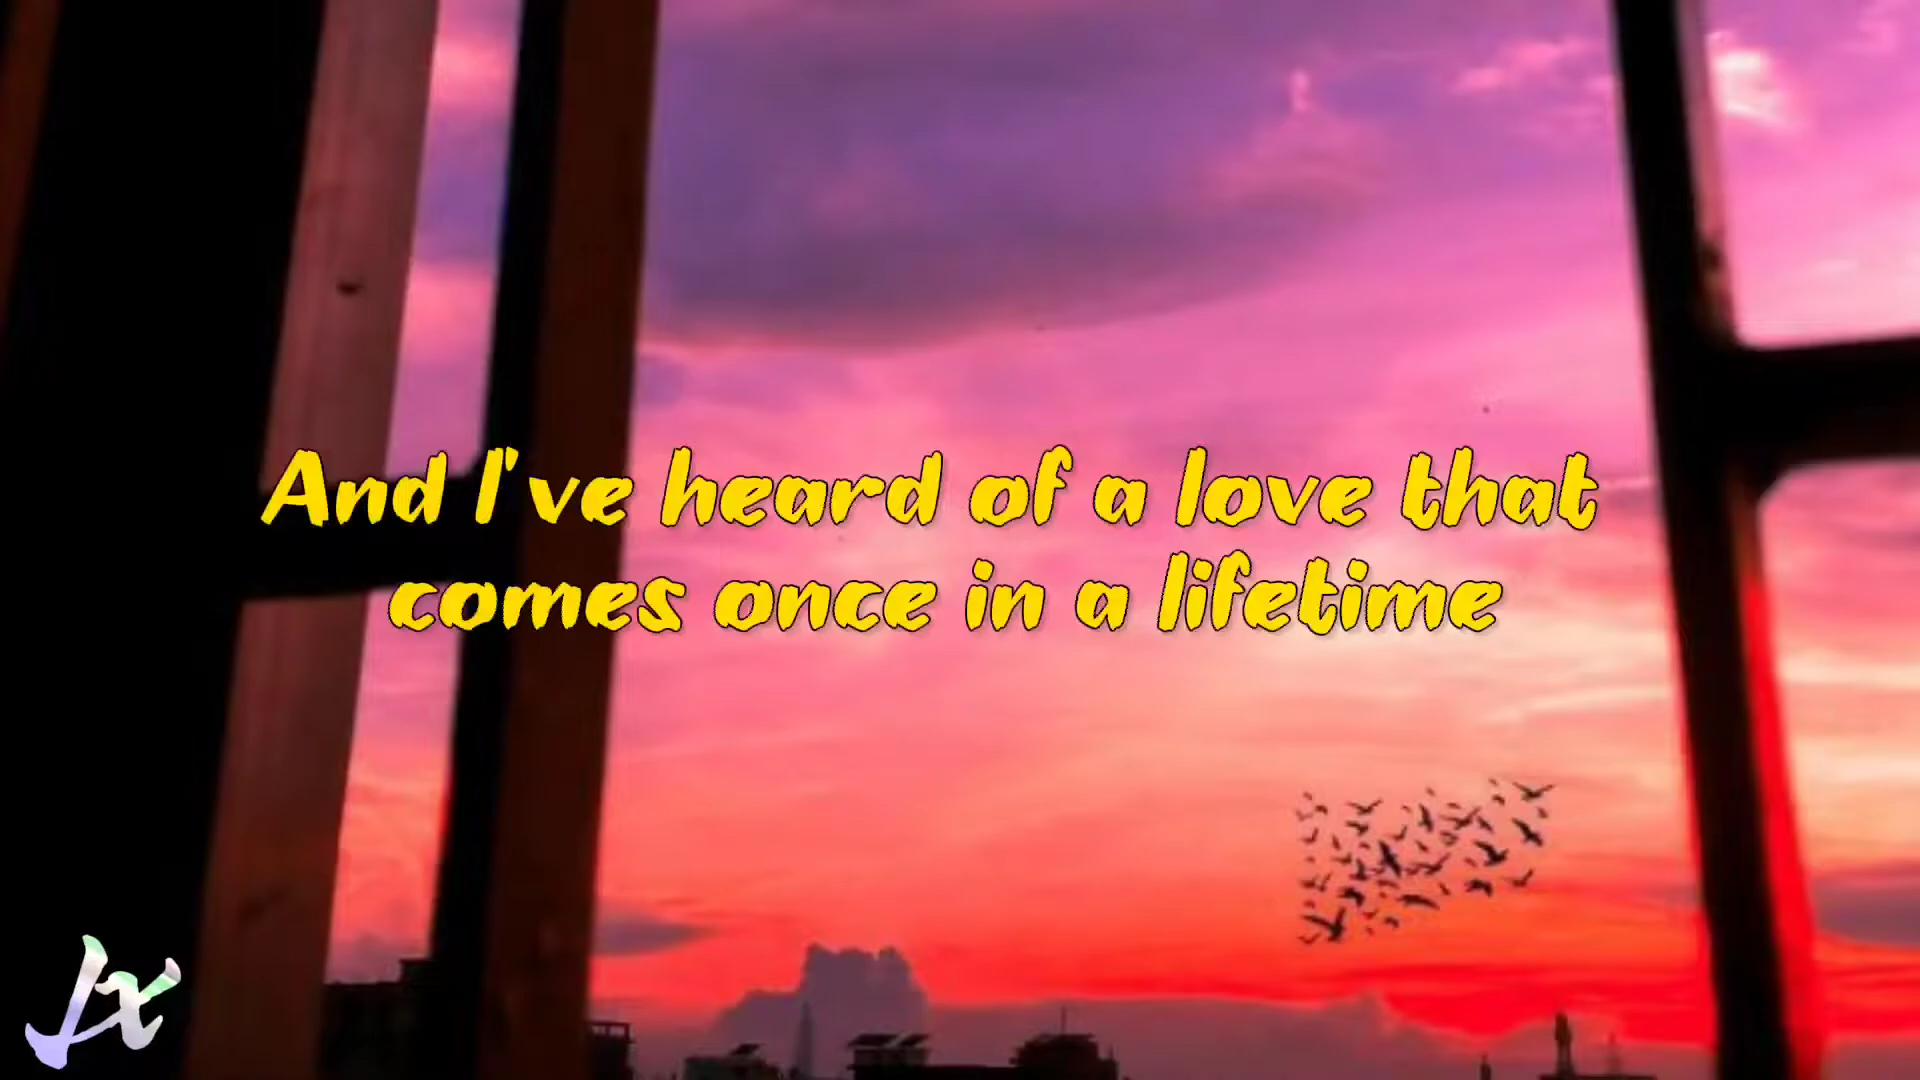 And I've heard of a love that
comes once in a lifetime